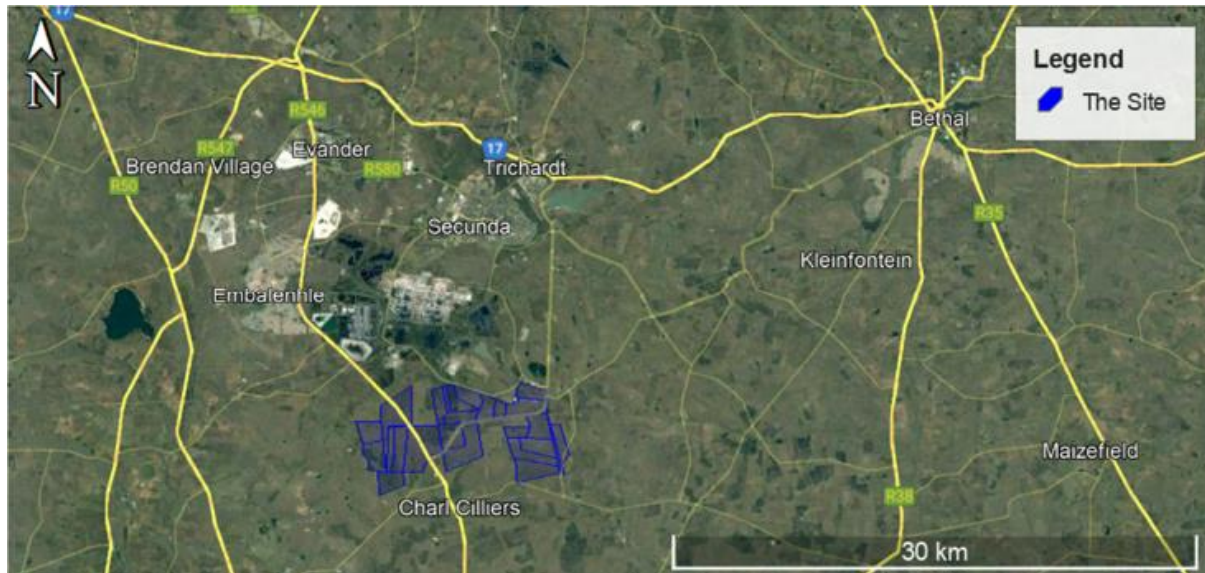 17
N
Legend
The Site
R546
Bethal
R547
Evander
17
Brendan Village
R580
Trichardt
R50
R35
Secunda
Kleinfontein
Embalenhle
Maizefield
R38
Charl Cilliers
30 km